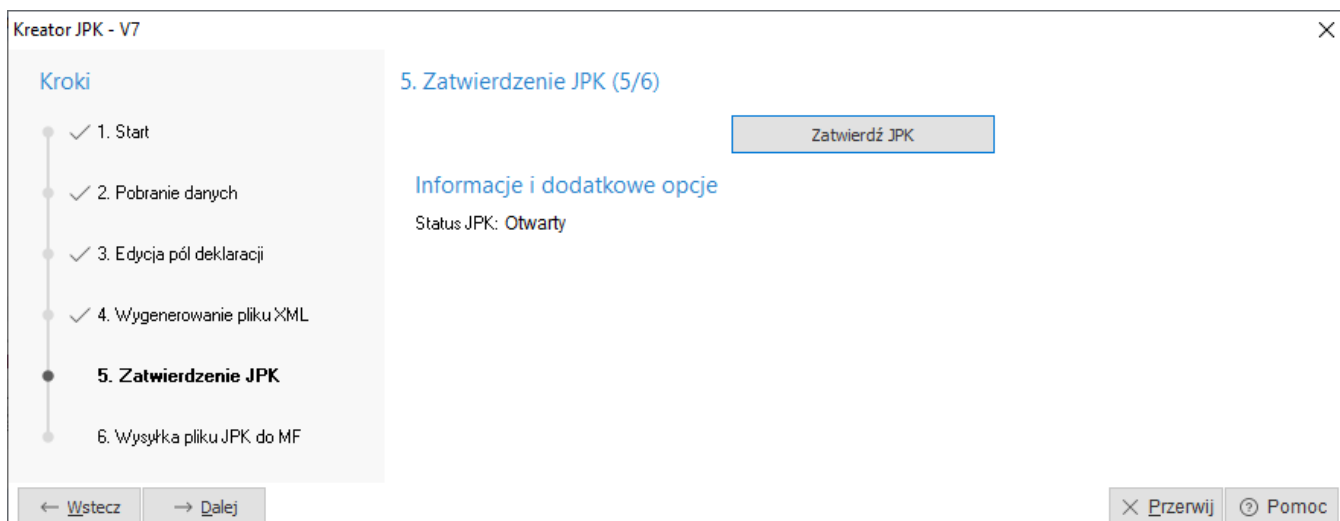 Kreator JPK - V7
Kroki
1. Start
2. Pobranie danych
3. Edycja pól deklaracji
4. Wygenerowanie pliku XML
5. Zatwierdzenie JPK
6. Wysyłka pliku JPK do MF
5. Zatwierdzenie JPK (5/6)
Zatwierdź JPK
Informacje i dodatkowe opcje
Status JPK: Otwarty
Wstecz
Dalej
Przerwij
Pomoc